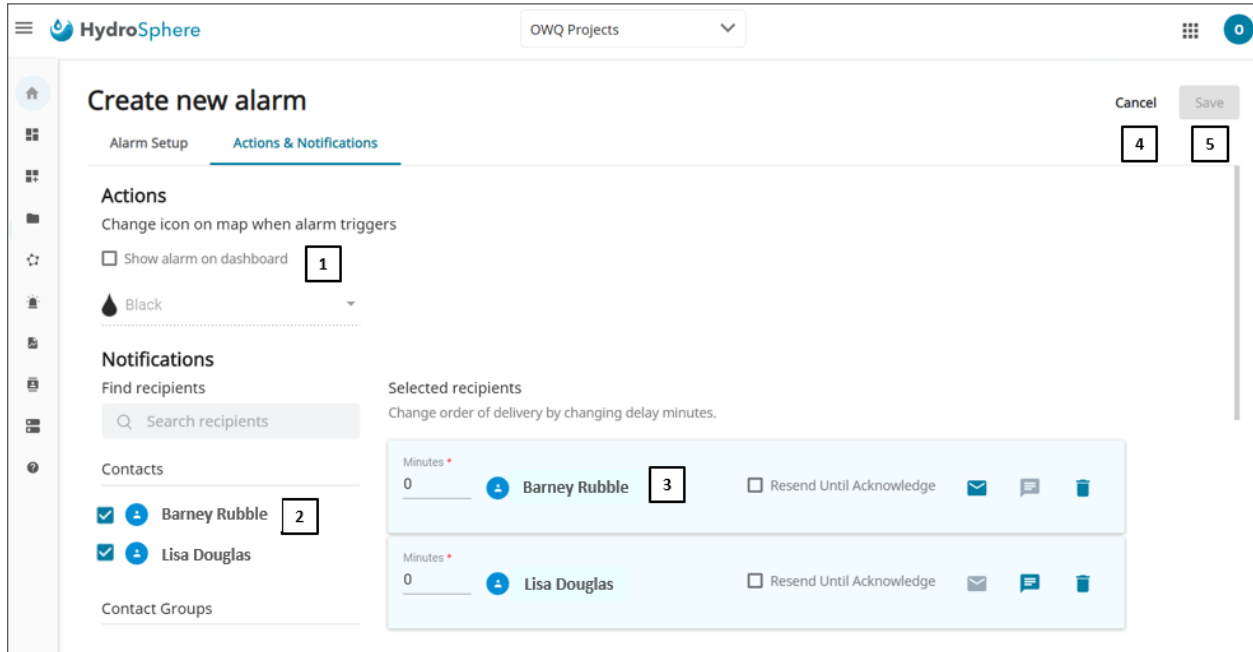 HydroSphere
OWQ Projects
O
Create new alarm
Cancel
Save
Alarm Setup
Actions & Notifications
4
5
Actions
Change icon on map when alarm triggers
Show alarm on dashboard
1
Black
Notifications
Find recipients
Search recipients
Contacts
Barney Rubble
2
Lisa Douglas
Contact Groups
Selected recipients
Change order of delivery by changing delay minutes.
Minutes *
0
Barney Rubble
3
Resend Until Acknowledge
Minutes *
0
Lisa Douglas
Resend Until Acknowledge